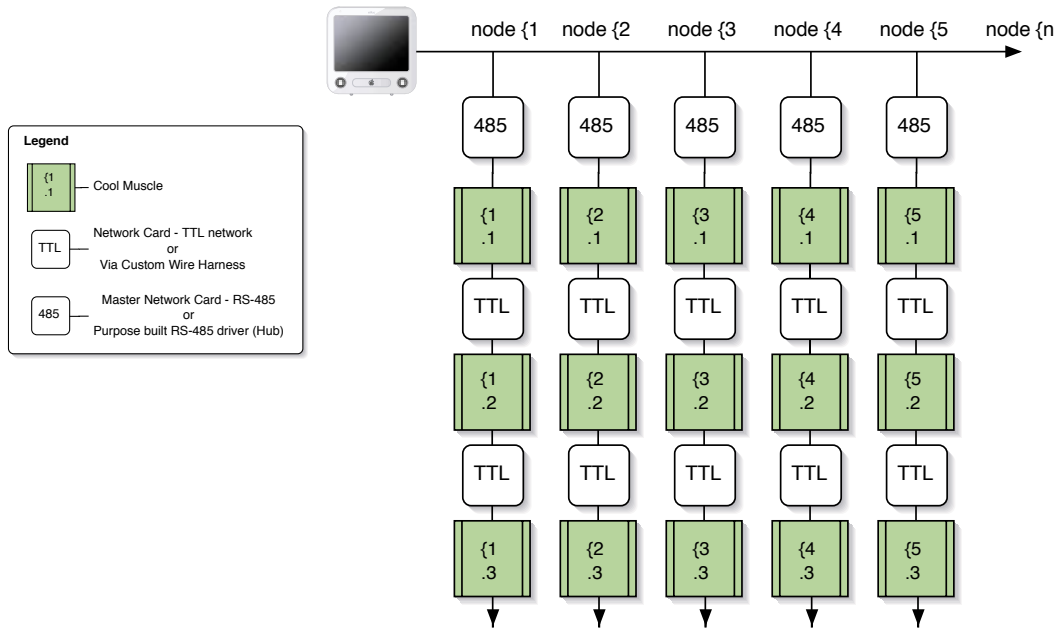 node {1 node {2 node {3 node {4 node {5 node {n
485 485 485 485 485
Legend
{1
.1
Cool Muscle
TTL
Network Card - TTL network
or
Via Custom Wire Harness
485
Master Network Card - RS-485
or
Purpose built RS-485 driver (Hub)
{1 {2 {3 {4 {5
.1 .1 .1 .1 .1
TTL TTL TTL TTL TTL
{1 {2 {3 {4 {5
.2 .2 .2 .2 .2
TTL TTL TTL TTL TTL
{1 {2 {3 {4 {5
.3 .3 .3 .3 .3